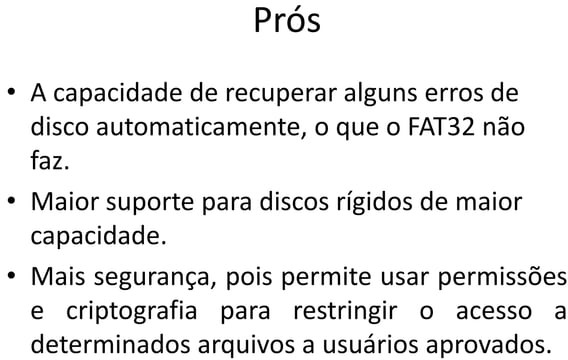 Prós
• A capacidade de recuperar alguns erros de
disco automaticamente, o que o FAT32 não
faz.
• Maior suporte para discos rígidos de maior
capacidade.
• Mais segurança, pois permite usar permissões
e criptografia para restringir o acesso a
determinados arquivos a usuários aprovados.